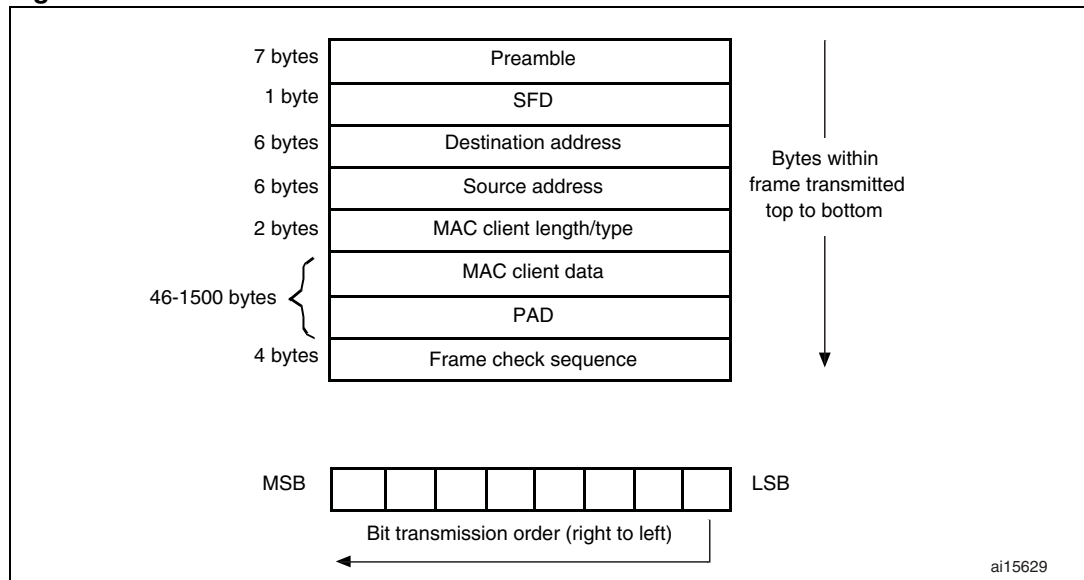 7 bytes Preamble
1 byte SFD
6 bytes Destination address
6 bytes Source address
2 bytes MAC client length/type
46-1500 bytes
MAC client data
PAD
4 bytes Frame check sequence
Bytes within
frame transmitted
top to bottom
MSB LSB
Bit transmission order (right to left)
ai15629